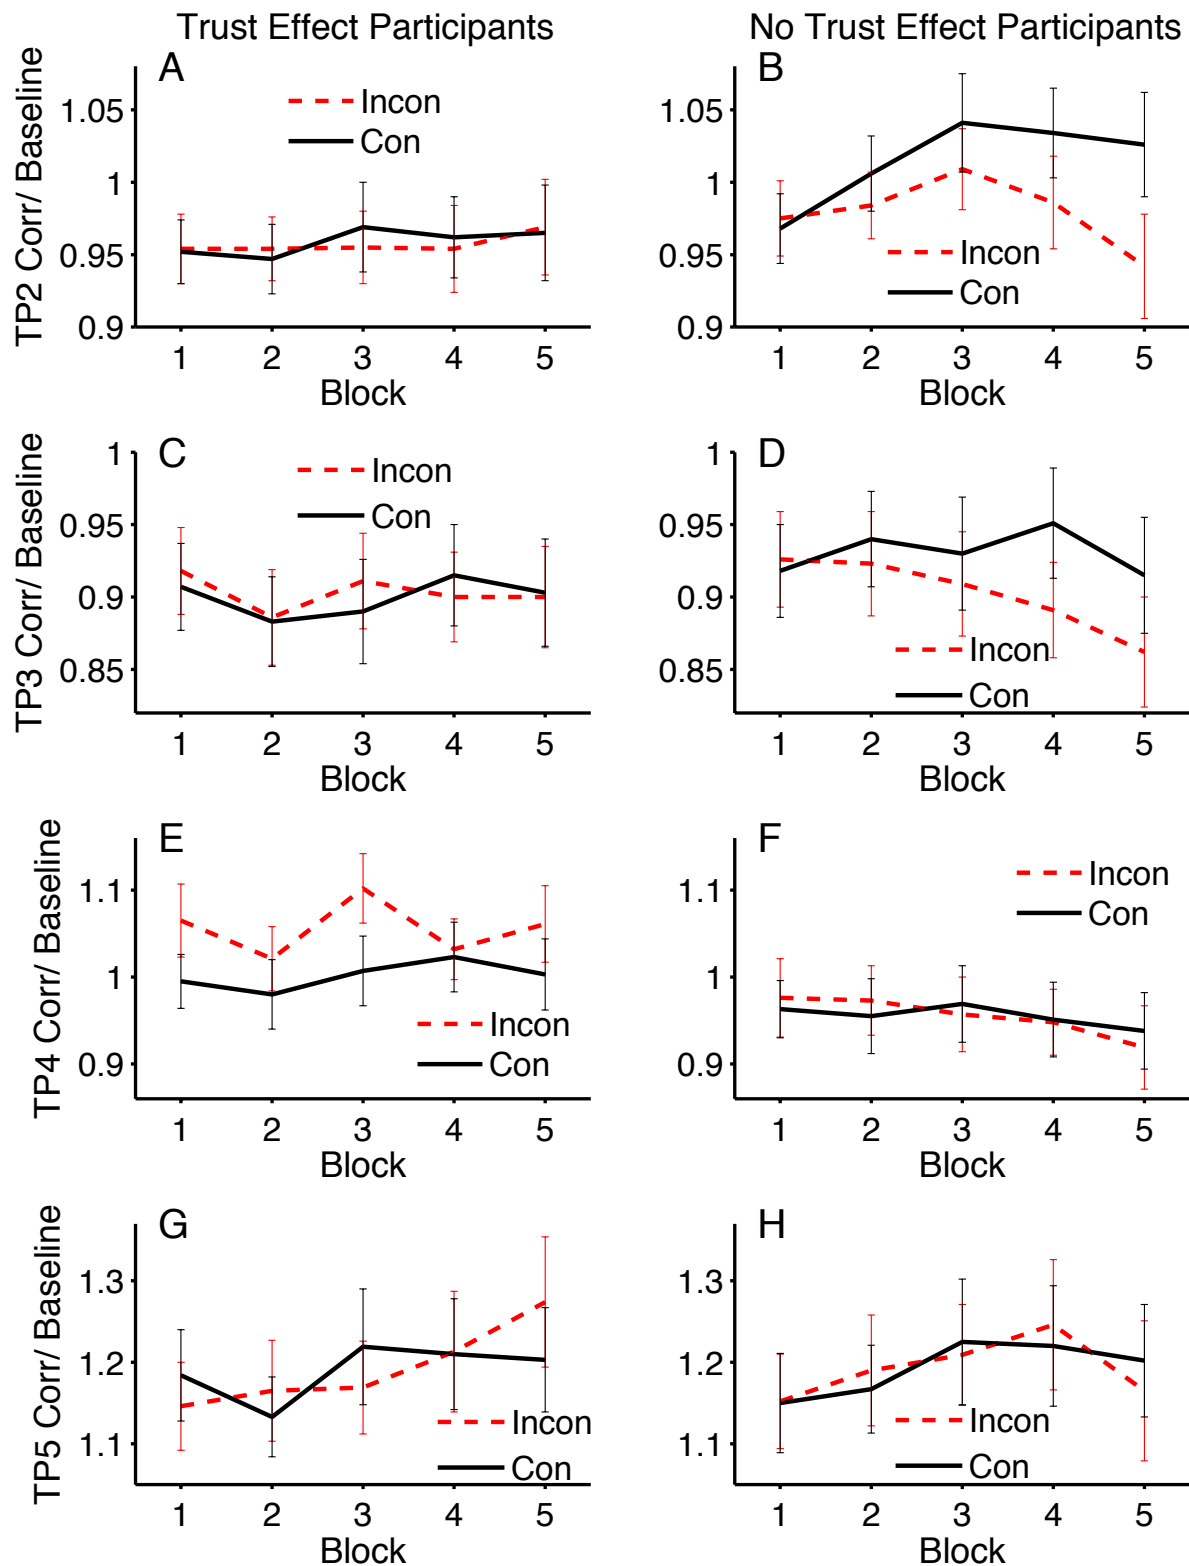 Trust Effect Participants
No Trust Effect Participants
A
TP2 Corr/ Baseline
1.05
1
0.95
0.9
Incon
Con
1 2 3 4 5
Block
B
1.05
1
0.95
0.9
Incon
Con
1 2 3 4 5
Block
C
TP3 Corr/ Baseline
1
0.95
0.9
0.85
Incon
Con
1 2 3 4 5
Block
D
1
0.95
0.9
0.85
Incon
Con
1 2 3 4 5
Block
E
TP4 Corr/ Baseline
1.1
1
0.9
Incon
Con
1 2 3 4 5
Block
F
1.1
1
0.9
Incon
Con
1 2 3 4 5
Block
G
TP5 Corr/ Baseline
1.3
1.2
1.1
Incon
Con
1 2 3 4 5
Block
H
1.3
1.2
1.1
Incon
Con
1 2 3 4 5
Block